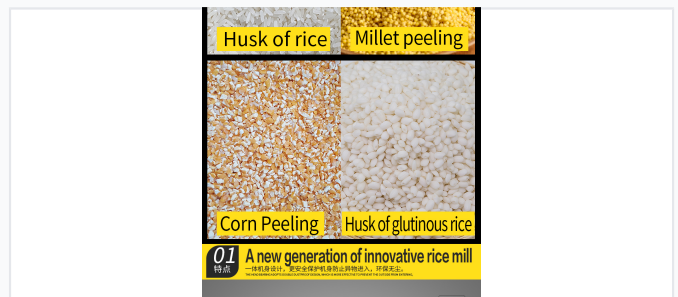 Husk of rice
Millet peeling
Corn Peeling
Husk of glutinous rice
01
特点
A new generation of innovative rice mill
一体机身设计，更安全保护机身防止异物进入，环保无尘。